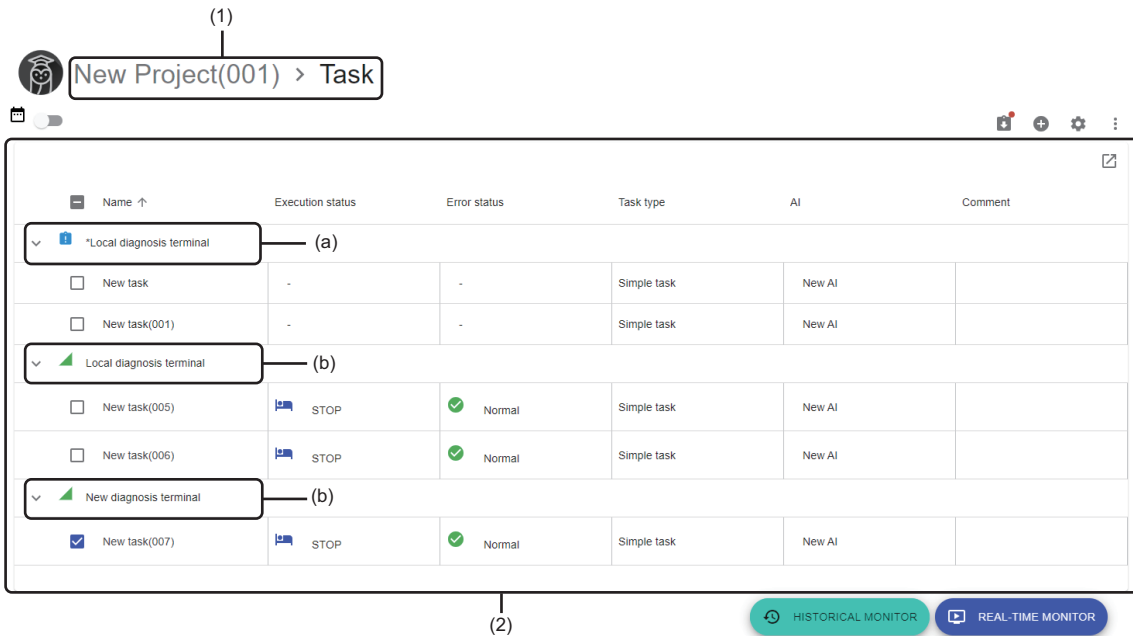 (1)
New Project(001) > Task
Name ↑ Execution status Error status Task type AI Comment
*Local diagnosis terminal (a)
New task - - Simple task New AI
New task(001) - - Simple task New AI
Local diagnosis terminal (b)
New task(005) STOP Normal Simple task New AI
New task(006) STOP Normal Simple task New AI
New diagnosis terminal (b)
New task(007) STOP Normal Simple task New AI
(2) HISTORICAL MONITOR REAL-TIME MONITOR